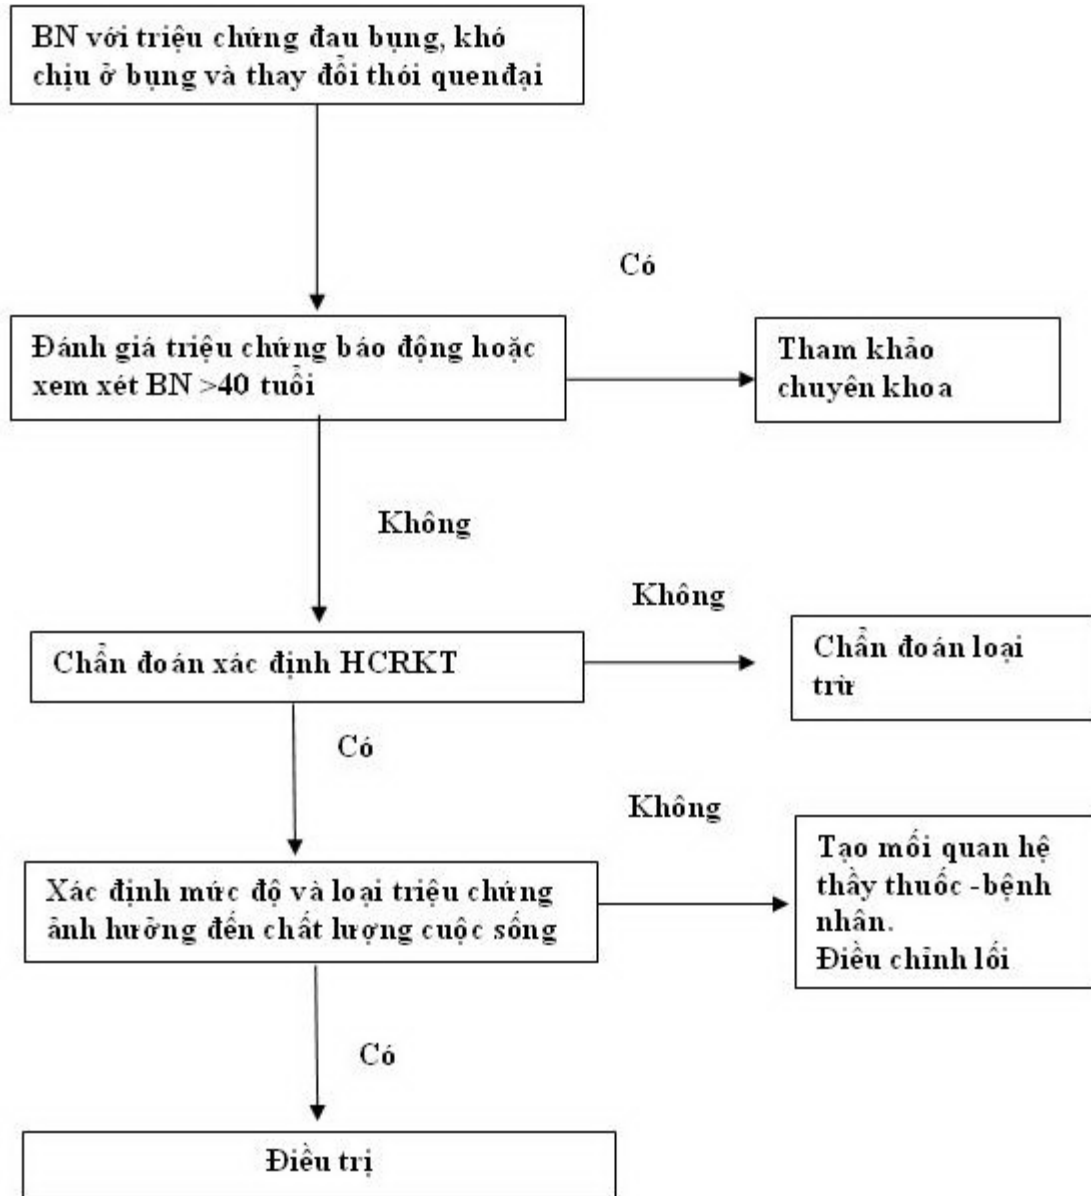 BN với triệu chứng đau bụng, khó
chịu ở bụng và thay đổi thói quenđại
Có
Đánh giá triệu chứng báo động hoặc
xem xét BN >40 tuổi
Tham khảo
chuyên khoa
Không
Không
Chẩn đoán xác định HCRKT
Chẩn đoán loại
trừ
Có
Không
Xác định mức độ và loại triệu chứng
ảnh hưởng đến chất lượng cuộc sống
Tạo mối quan hệ
thầy thuốc -bệnh
nhân.
Điều chỉnh lối
Có
Điều trị